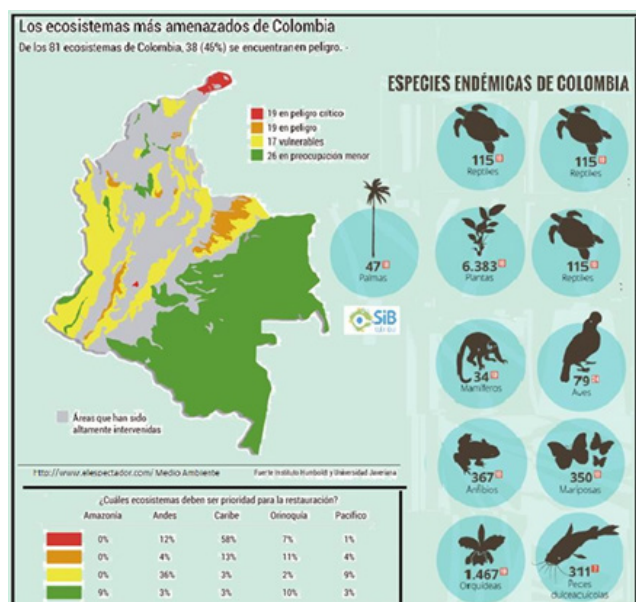 Los ecosistemas más amenazados de Colombia
De los 81 ecosistemas de Colombia, 38 (46%) se encuentran en peligro. -
19 en peligro crítico
19 en peligro
17 vulnerables
26 en preocupación menor
Áreas que han sido
altamente intervenidas
http://www.elespectador.com/ Medio Ambiente
Fuente Instituto Humbold y Universidad Javeriana
¿Cuáles ecosistemas deben ser prioridad para la restauración?
Amazonía Andes Caribe Orinoquía Pacífico
0% 12% 58% 7% 1%
0% 4% 13% 11% 4%
0% 36% 3% 2% 9%
9% 3% 3% 10% 3%
ESPECIES ENDÉMICAS DE COLOMBIA
115
Reptiles
115
Reptiles
47
Palmas
6.383
Plantas
115
Reptiles
SiB
34
Mamíferos
79
Aves
367
Anfibios
350
Mariposas
1.467
Orquídeas
311
Peces
dulceacuícolas